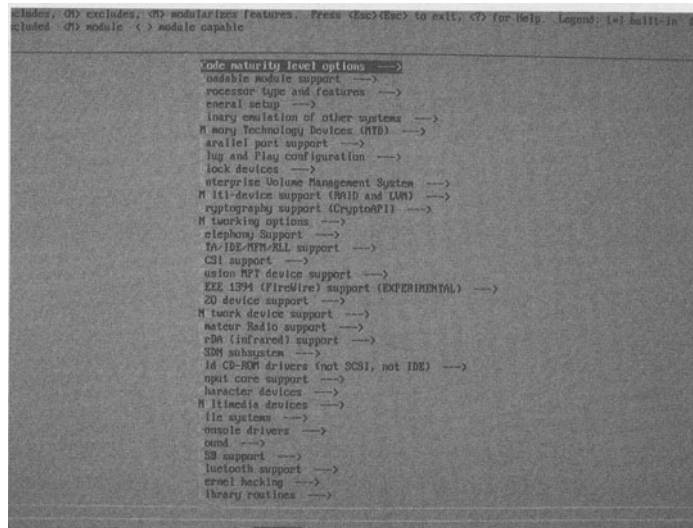 cludes, <N> excludes, <M> modularizes features.  Press <Esc><Esc> to exit, <?> for Help.  Legend: [*] built-in
cluded  <M> module  < > module capable
Code maturity level options  --->
oadable module support  --->
rocessor type and features  --->
eneral setup  --->
inary emulation of other systems  --->
M mory Technology Devices (MTD)  --->
arallel port support  --->
lug and Play configuration  --->
lock devices  --->
nterprise Volume Management System  --->
M lti-device support (RAID and LVM)  --->
ryptography support (CryptoAPI)  --->
N tworking options  --->
elephony Support  --->
TA/IDE/MFM/RLL support  --->
CSI support  --->
usion MPT device support  --->
EEE 1394 (FireWire) support (EXPERIMENTAL)  --->
2O device support  --->
N twork device support  --->
mateur Radio support  --->
rDA (infrared) support  --->
SDN subsystem  --->
ld CD-ROM drivers (not SCSI, not IDE)  --->
nput core support  --->
haracter devices  --->
M ltimedia devices  --->
ile systems  --->
onsole drivers  --->
ound  --->
SB support  --->
luetooth support  --->
ernel hacking  --->
ibrary routines  --->